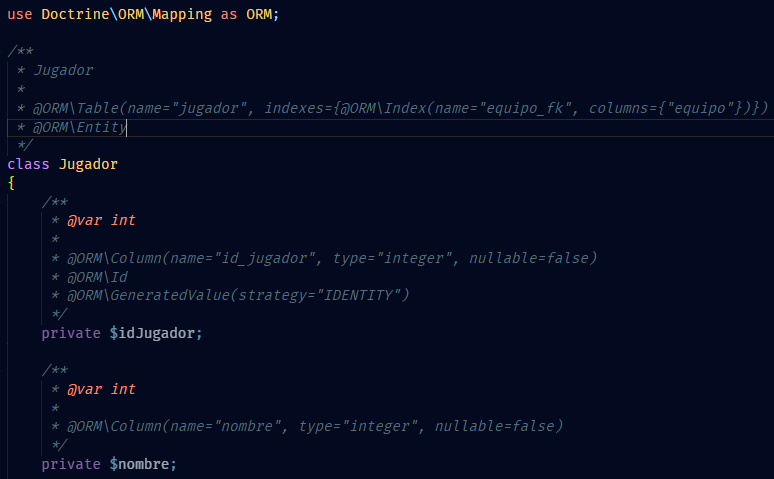 use Doctrine\ORM\Mapping as ORM;
/**
* Jugador
*
* @ORM\Table(name="jugador", indexes={@ORM\Index(name="equipo_fk", columns={"equipo"})})
* @ORM\Entity
*/
class Jugador
{
/**
* @var int
*
* @ORM\Column(name="id_jugador", type="integer", nullable=false)
* @ORM\Id
* @ORM\GeneratedValue(strategy="IDENTITY")
*/
private $idJugador;
/**
* @var int
*
* @ORM\Column(name="nombre", type="integer", nullable=false)
*/
private $nombre;